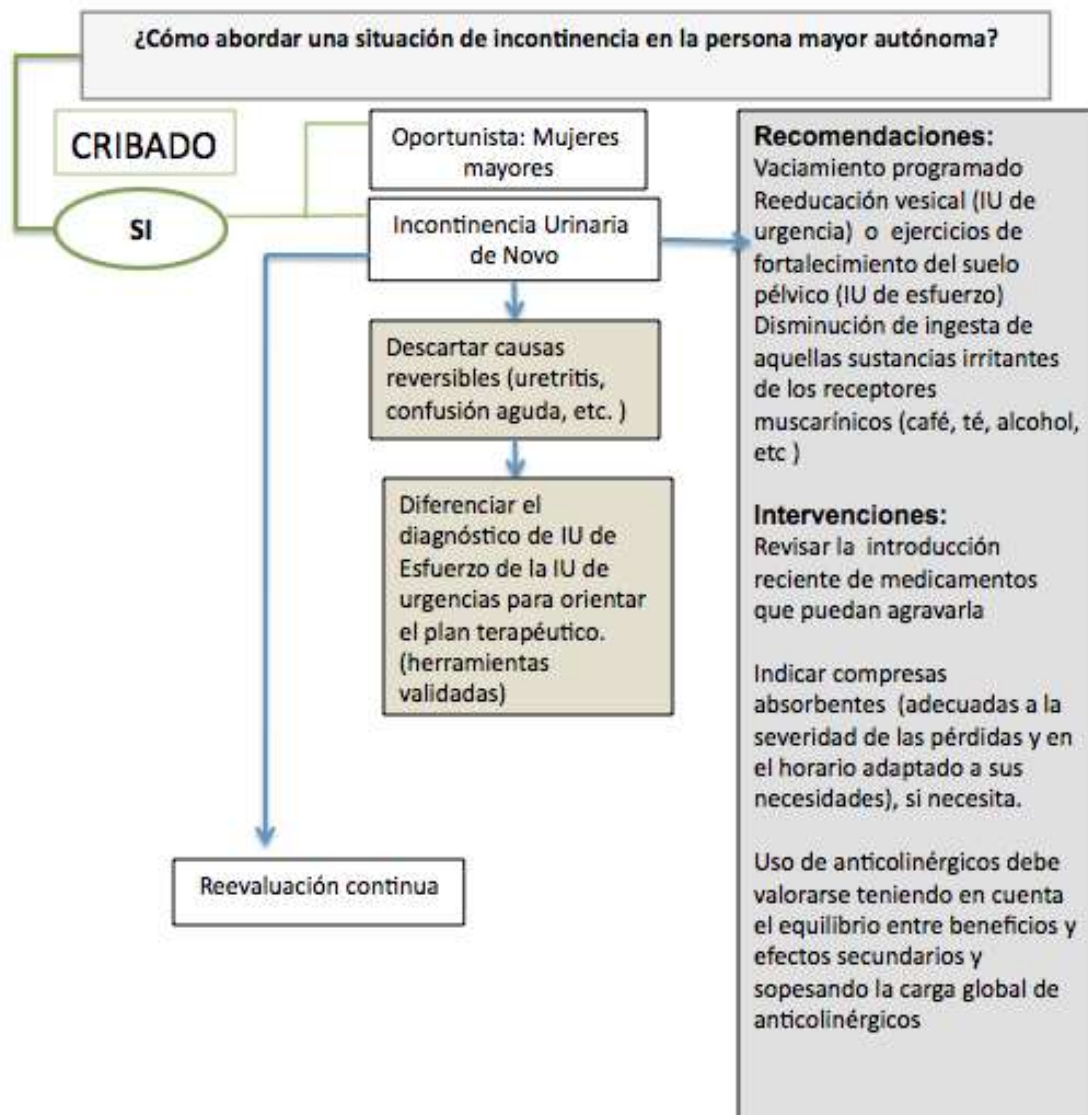 ¿Cómo abordar una situación de incontinencia en la persona mayor autónoma?
CRIBADO
SI
Oportunista: Mujeres
mayores
Incontinencia Urinaria
de Novo
Descartar causas
reversibles (uretritis,
confusión aguda, etc. )
Diferenciar el
diagnóstico de IU de
Esfuerzo de la IU de
urgencias para orientar
el plan terapéutico.
(herramientas
validadas)
Reevaluación continua
Recomendaciones:
Vaciamiento programado
Reeducación vesical (IU de
urgencia) o ejercicios de
fortalecimiento del suelo
pélvico (IU de esfuerzo)
Disminución de ingesta de
aquellas sustancias irritantes
de los receptores
muscarínicos (café, té, alcohol,
etc )
Intervenciones:
Revisar la introducción
reciente de medicamentos
que puedan agravarla
Indicar compresas
absorbentes (adecuadas a la
severidad de las pérdidas y en
el horario adaptado a sus
necesidades), si necesita.
Uso de anticolinérgicos debe
valorarse teniendo en cuenta
el equilibrio entre beneficios y
efectos secundarios y
sopesando la carga global de
anticolinérgicos